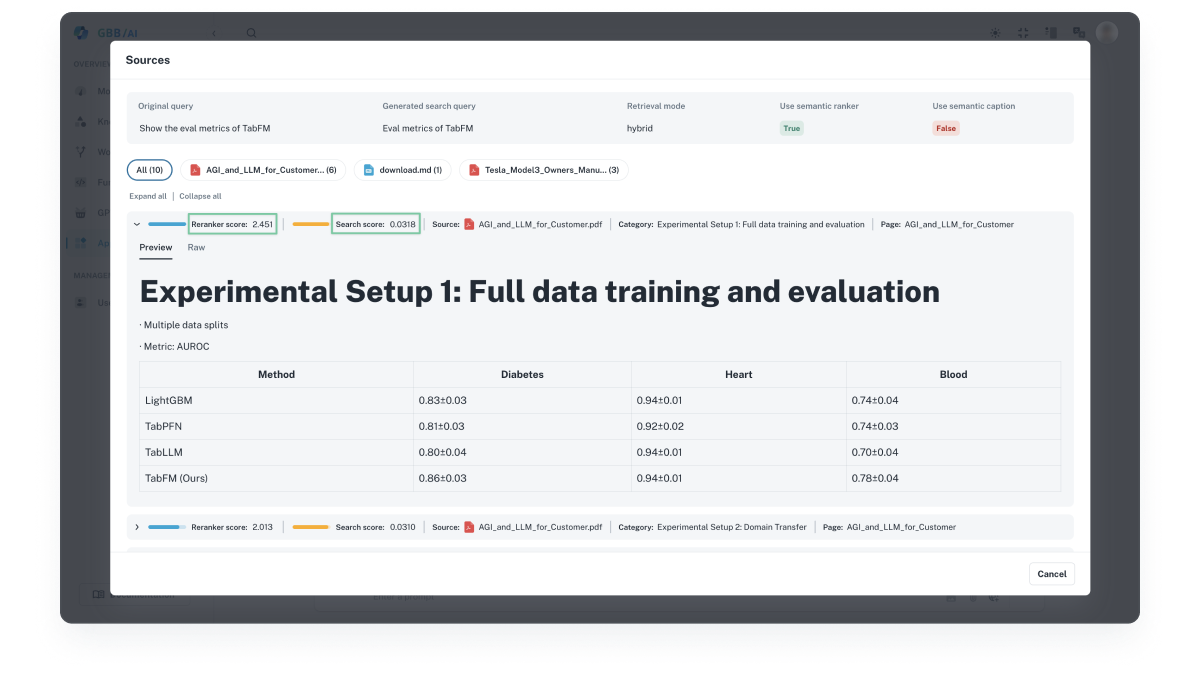 GBB/AI
Sources
Original query Generated search query Retrieval mode Use semantic ranker Use semantic caption
Show the eval metrics of TabFM Eval metrics of TabFM hybrid True False
All (10) AGI_and_LLM_for_Customer... (6) download.md (1) Tesla_Model3_Owners_Manu... (3)
Expand all | Collapse all
Reranker score: 2.451 | Search score: 0.0318 | Source: AGI_and_LLM_for_Customer.pdf | Category: Experimental Setup 1: Full data training and evaluation | Page: AGI_and_LLM_for_Customer
Preview Raw
Experimental Setup 1: Full data training and evaluation
· Multiple data splits
· Metric: AUROC
Method Diabetes Heart Blood
LightGBM 0.83±0.03 0.94±0.01 0.74±0.04
TabPFN 0.81±0.03 0.92±0.02 0.74±0.03
TabLLM 0.80±0.04 0.94±0.01 0.70±0.04
TabFM (Ours) 0.86±0.03 0.94±0.01 0.78±0.04
Reranker score: 2.013 | Search score: 0.0310 | Source: AGI_and_LLM_for_Customer.pdf | Category: Experimental Setup 2: Domain Transfer | Page: AGI_and_LLM_for_Customer
Cancel